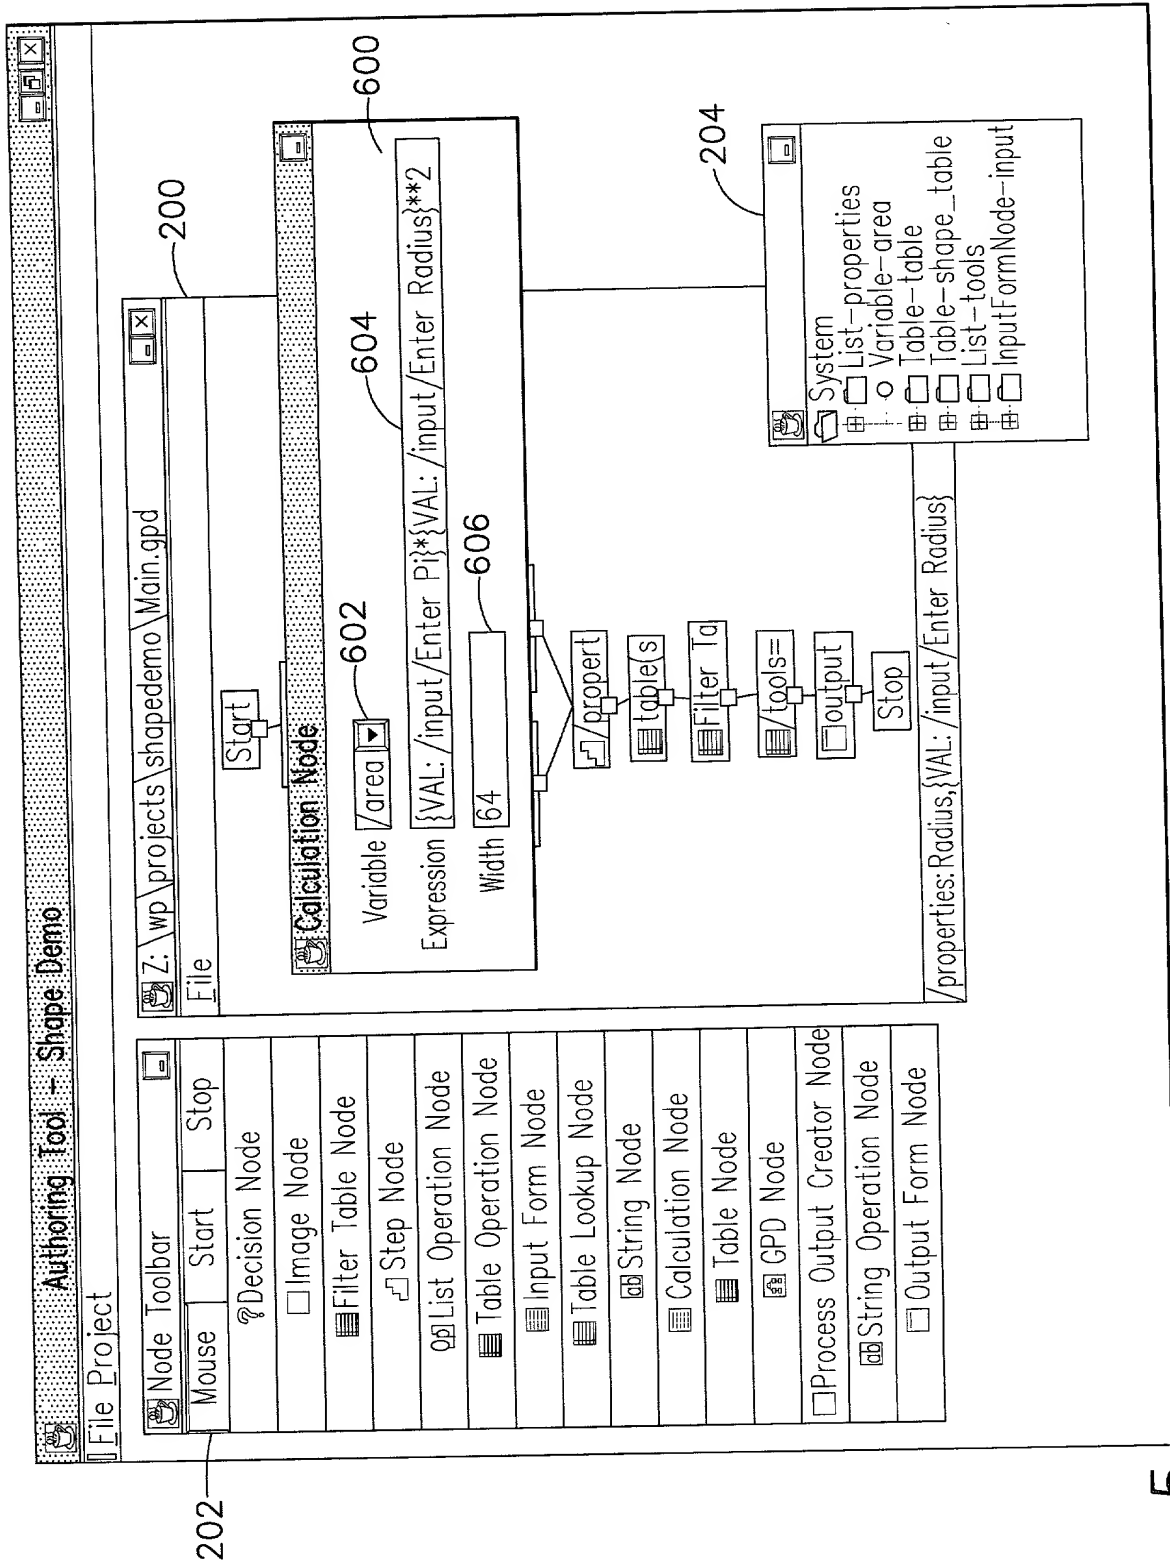 Authoring Tool - Shape Demo
File Project
202
Node Toolbar
Mouse Start Stop
Decision Node
Image Node
Filter Table Node
Step Node
Op List Operation Node
Table Operation Node
Input Form Node
Table Lookup Node
ab String Node
Calculation Node
Table Node
GPD Node
Process Output Creator Node
ab String Operation Node
Output Form Node
Z: \wp\projects\shapedemo\Main.gpd
200
File
Start
Calculation Node
600
Variable /area
602
604
Expression {VAL: /input/Enter Pi}*{VAL: /input/Enter Radius}**2
Width 64
606
/propert
table(s
Filter Ta
/tools=
output
Stop
/properties: Radius,{VAL: /input/Enter Radius}
204
System
List-properties
Variable-area
Table-table
Table-shape_table
List-tools
InputFormNode-input